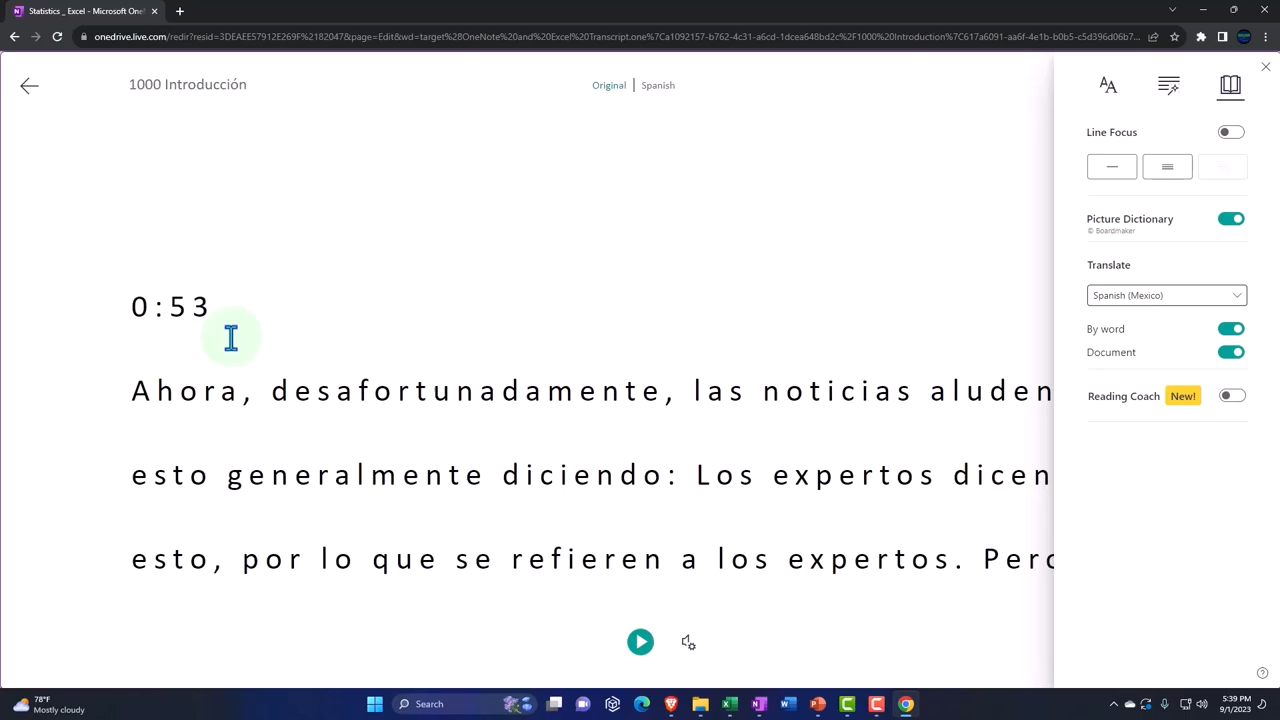 Statistics _ Excel - Microsoft One
onedrive.live.com/redir?resid=3DEAEE57912E269F%2182047&page=Edit&wd=target%28OneNote%20and%20Excel%20Transcript.one%7Ca1092157-b762-4c31-a6cd-1dcea648bd2c%2F1000%20Introduction%7C617a6091-aa6f-4e1b-b0b5-c5d396d06b7...
1000 Introducción
Original | Spanish
Line Focus
Picture Dictionary
© Boardmaker
Translate
Spanish (Mexico)
By word
Document
Reading Coach New!
0:53
Ahora, desafortunadamente, las noticias aluden
esto generalmente diciendo: Los expertos dicen
esto, por lo que se refieren a los expertos. Pero
78°F
Mostly cloudy
Search
5:39 PM
9/1/2023